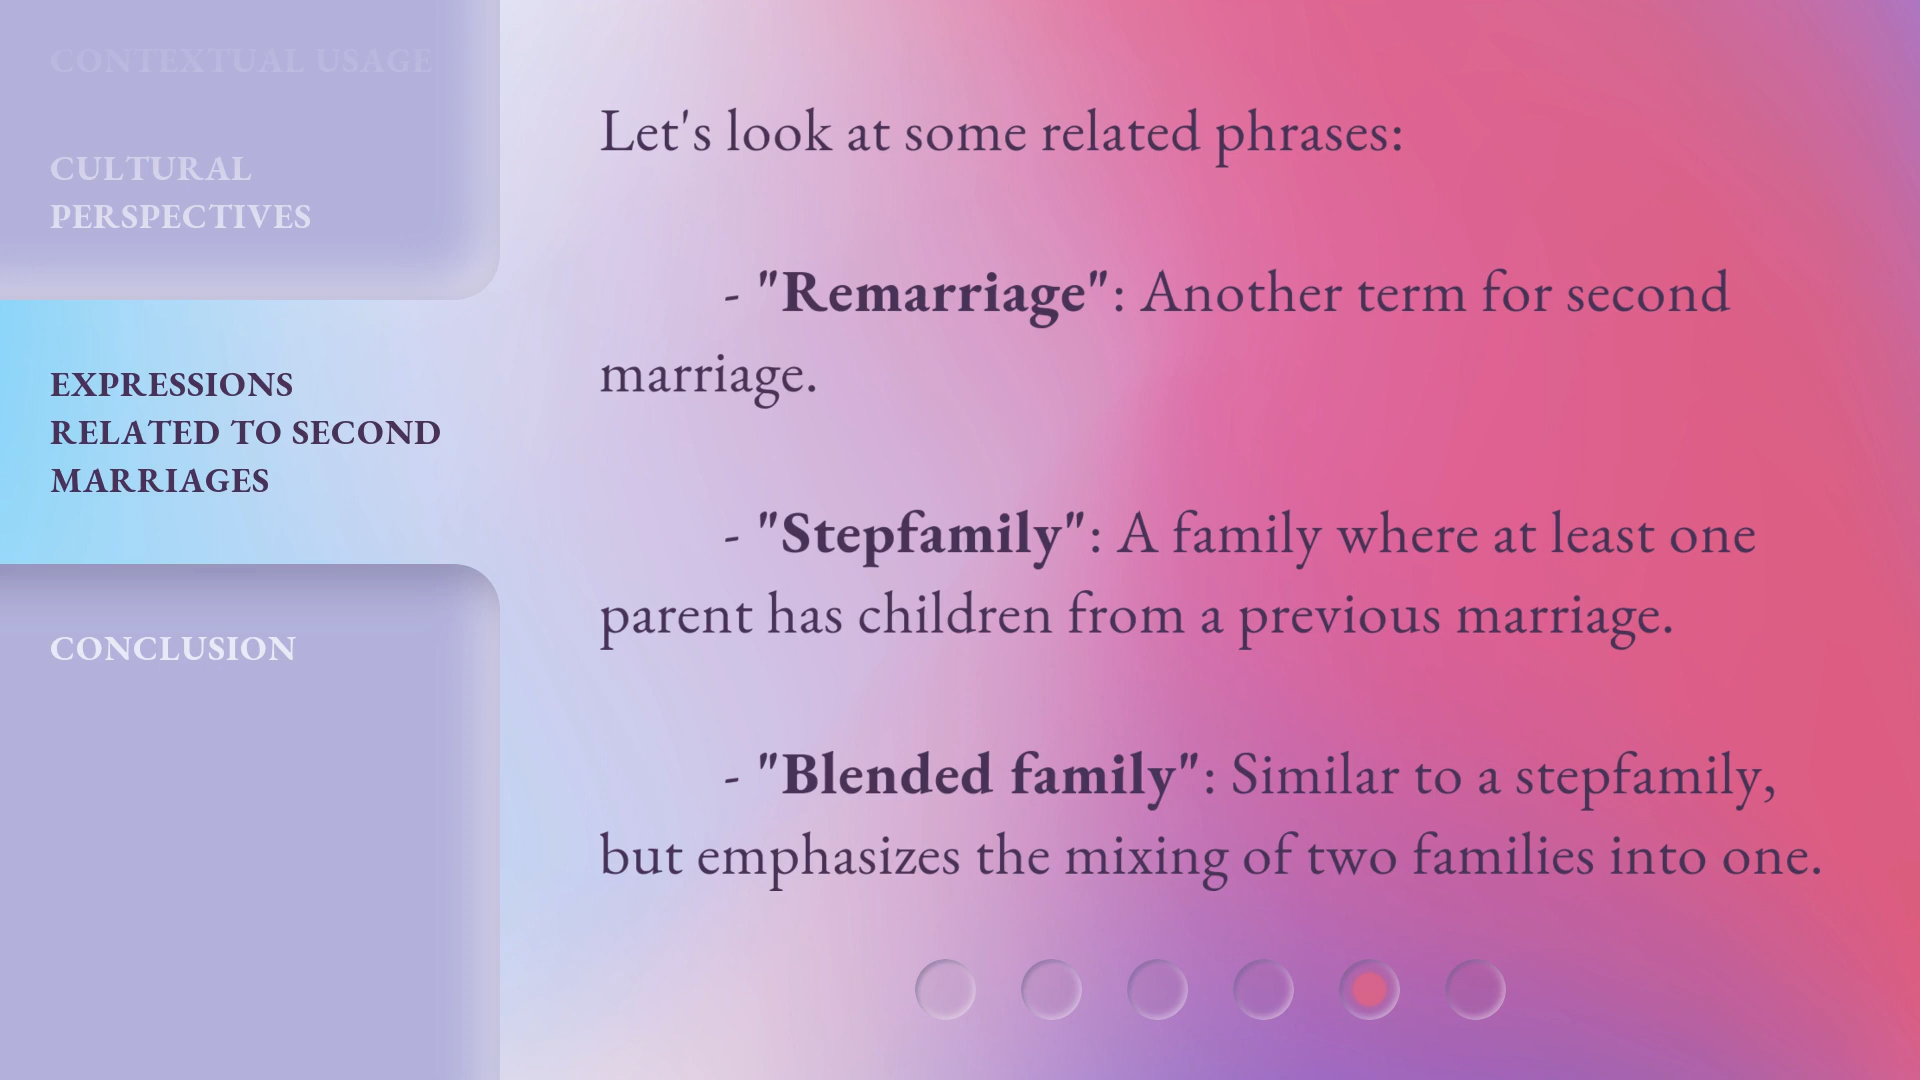 CONTEXTUAL USAGE
CULTURAL
PERSPECTIVES
EXPRESSIONS
RELATED TO SECOND
MARRIAGES
CONCLUSION
Let's look at some related phrases:
- "Remarriage": Another term for second
marriage.
- "Stepfamily": A family where at least one
parent has children from a previous marriage.
- "Blended family": Similar to a stepfamily,
but emphasizes the mixing of two families into one.